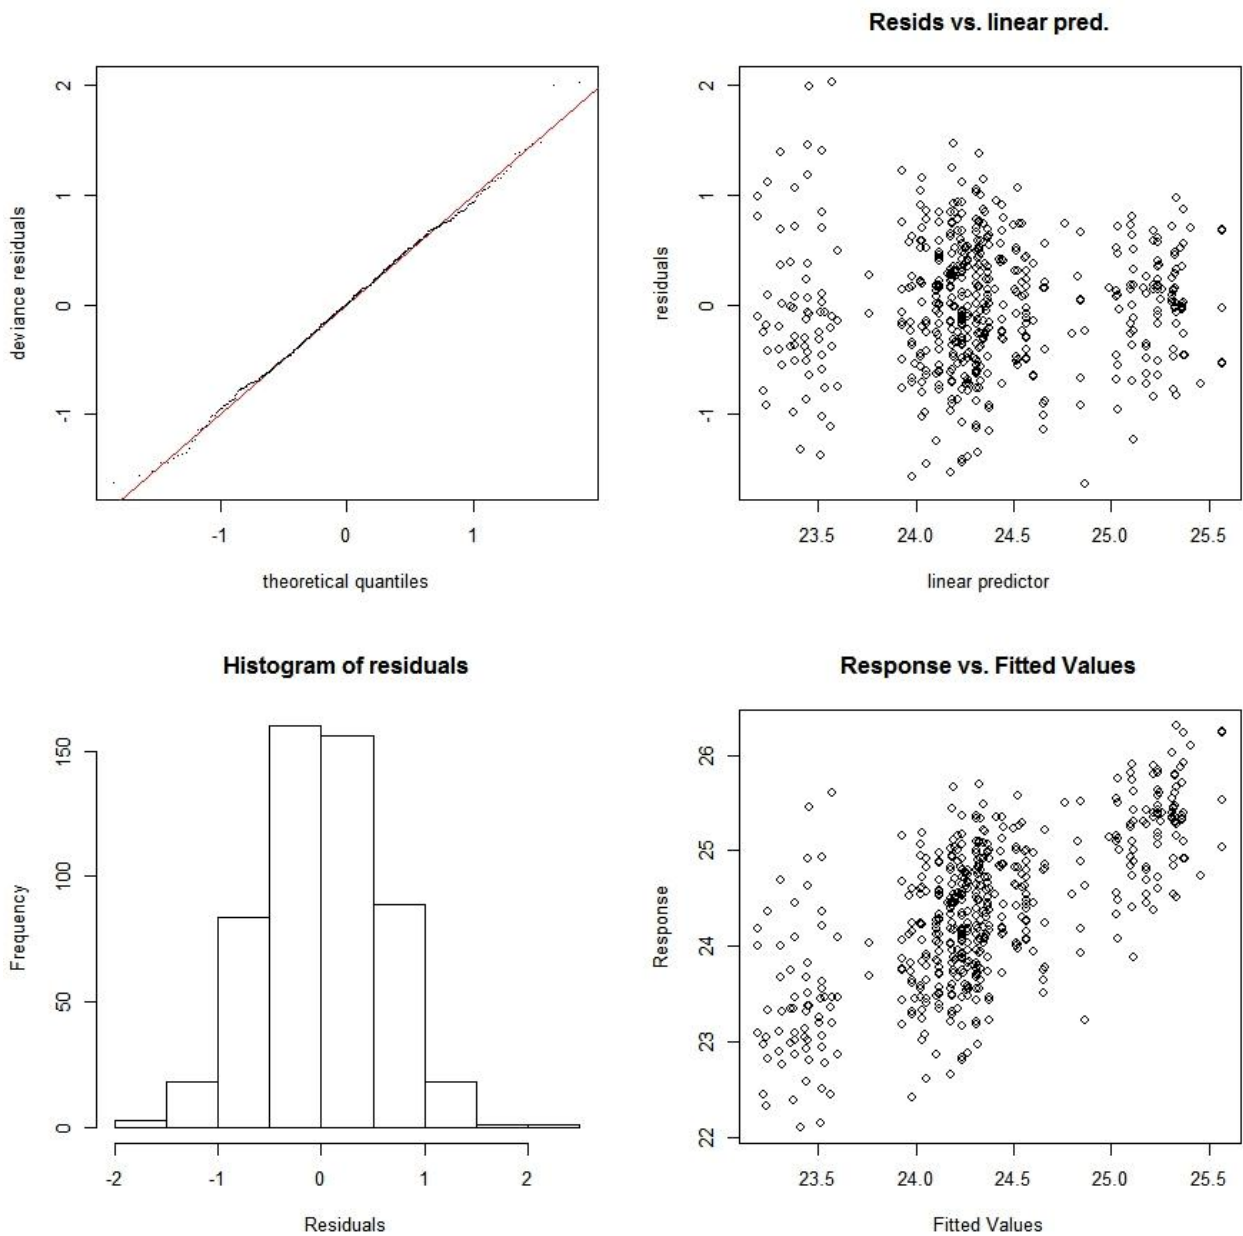 deviance residuals
2
1
0
-1
-1 0 1
theoretical quantiles
Resids vs. linear pred.
residuals
2
1
0
-1
23.5 24.0 24.5 25.0 25.5
linear predictor
Histogram of residuals
Frequency
150
100
50
0
-2 -1 0 1 2
Residuals
Response vs. Fitted Values
Response
26
25
24
23
22
23.5 24.0 24.5 25.0 25.5
Fitted Values